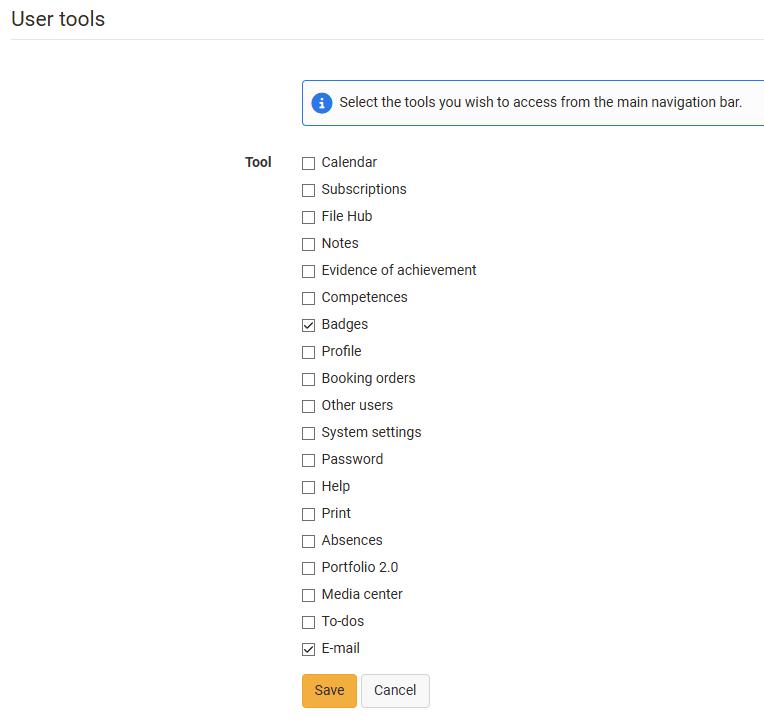 User tools
Select the tools you wish to access from the main navigation bar.
Tool
Calendar
Subscriptions
File Hub
Notes
Evidence of achievement
Competences
Badges
Profile
Booking orders
Other users
System settings
Password
Help
Print
Absences
Portfolio 2.0
Media center
To-dos
E-mail
Save Cancel